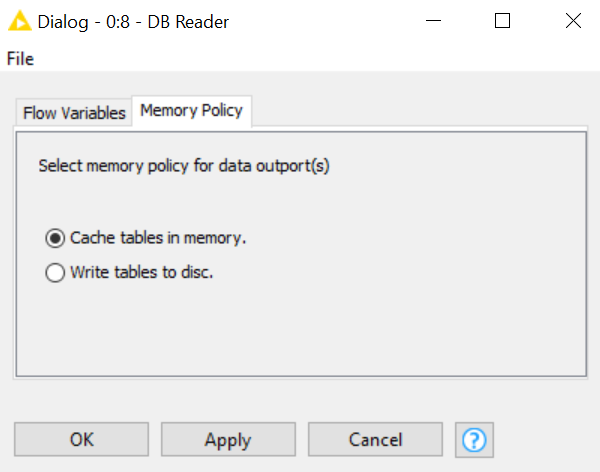 Dialog - 0:8 - DB Reader
File
Flow Variables Memory Policy
Select memory policy for data outport(s)
Cache tables in memory.
Write tables to disc.
OK Apply Cancel ?